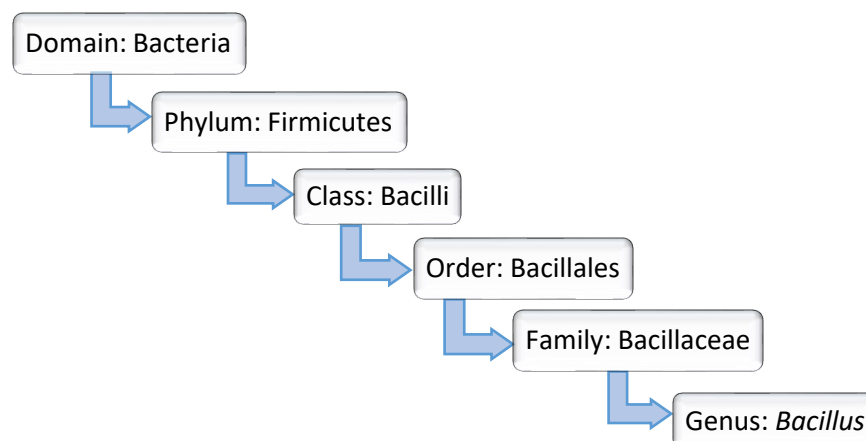 Domain: Bacteria
Phylum: Firmicutes
Class: Bacilli
Order: Bacillales
Family: Bacillaceae
Genus: Bacillus